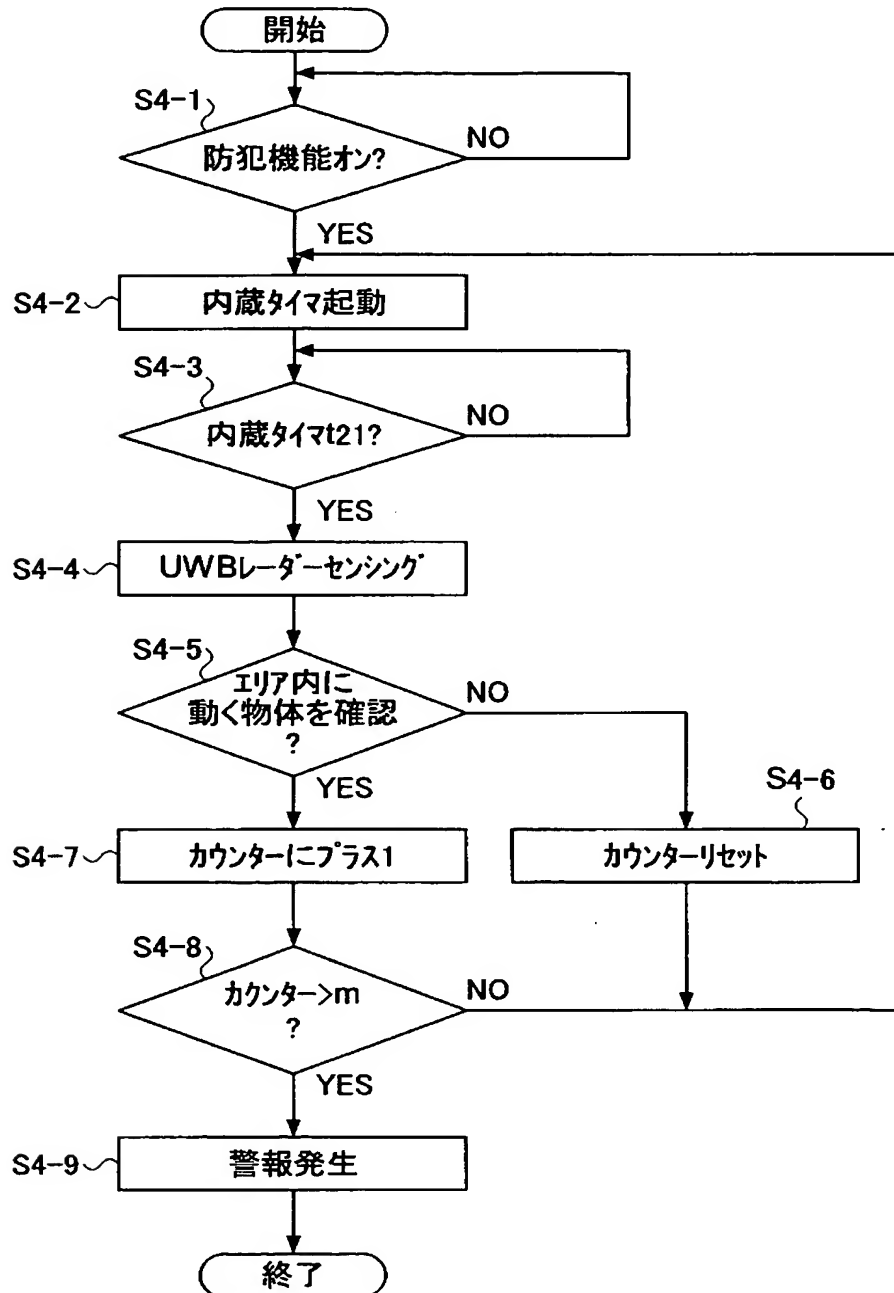 開始
S4-1
防犯機能オン?
NO
YES
S4-2
内蔵タイマ起動
S4-3
内蔵タイマt21?
NO
YES
S4-4
UWBレーダーセンシング
S4-5
エリア内に
動く物体を確認
?
NO
YES
S4-6
S4-7
カウンターにプラス1
カウンターリセット
S4-8
カクンター>m
?
NO
YES
S4-9
警報発生
終了